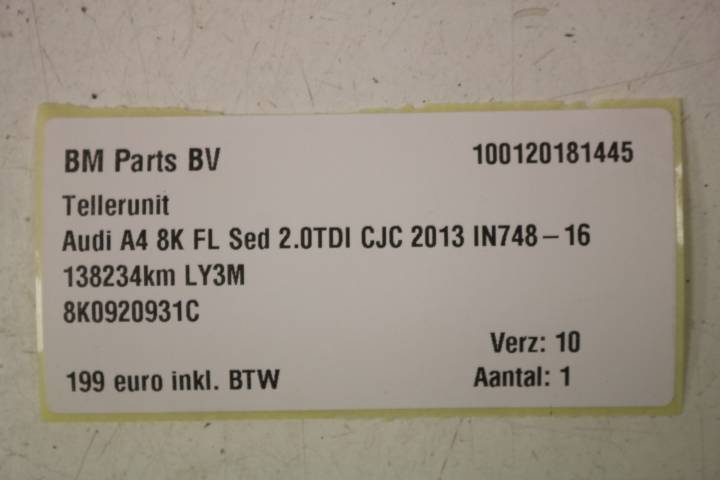 BM Parts BV 100120181445
Tellerunit
Audi A4 8K FL Sed 2.0TDI CJC 2013 IN748-16
138234km LY3M
8K0920931C
Verz: 10
199 euro inkl. BTW Aantal: 1